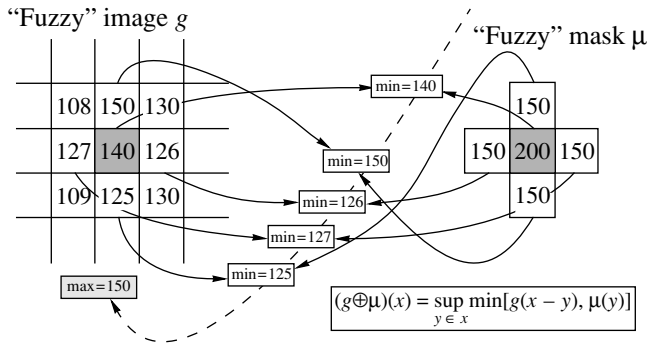 “Fuzzy” image g
“Fuzzy” mask μ
108 150 130
127 140 126
109 125 130
min=140
min=150
min=126
min=127
min=125
max=150
150
150 200 150
150
(g⊕μ)(x) = sup min[g(x – y), μ(y)]
y ∈ x